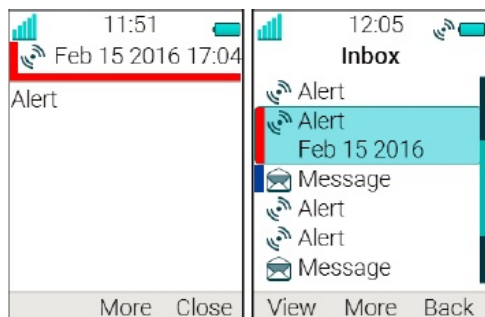 11:51
Feb 15 2016 17:04
Alert
More Close
12:05
Inbox
Alert
Alert
Feb 15 2016
Message
Alert
Alert
Message
View More Back